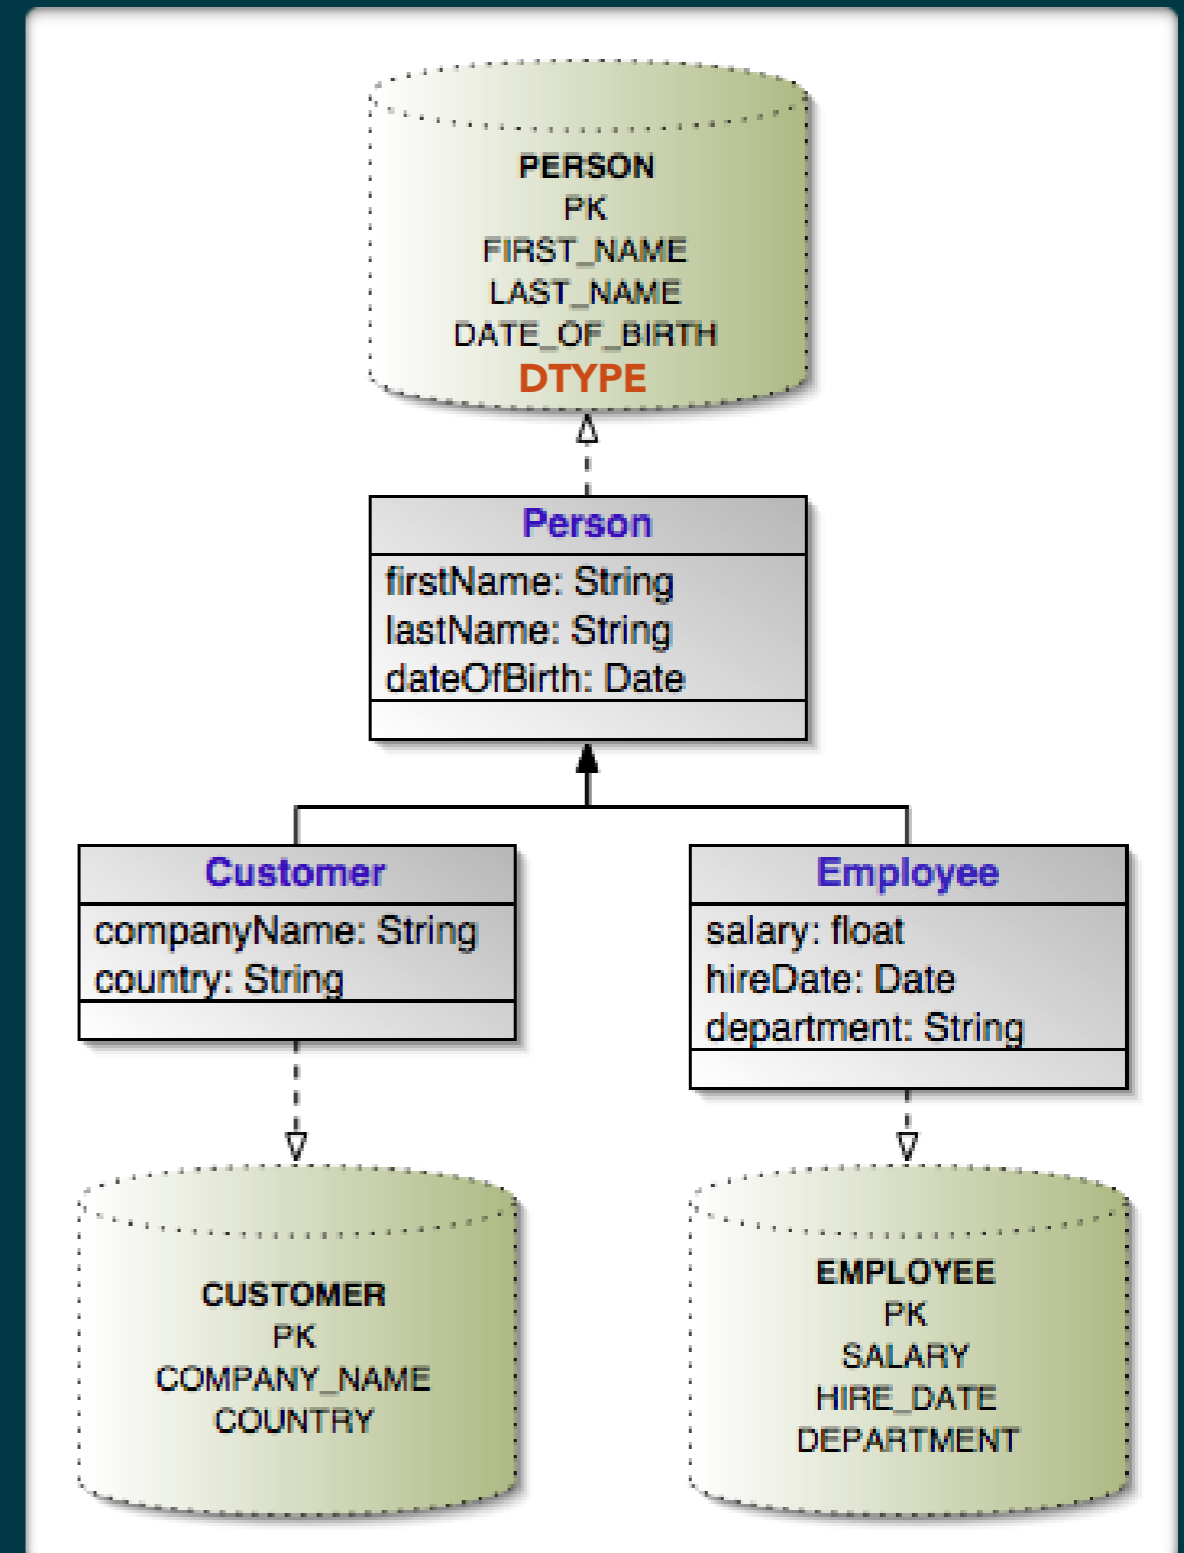 PERSON
PK
FIRST_NAME
LAST_NAME
DATE_OF_BIRTH
DTYPE
Person
firstName: String
lastName: String
dateOfBirth: Date
Customer
companyName: String
country: String
Employee
salary: float
hireDate: Date
department: String
CUSTOMER
PK
COMPANY_NAME
COUNTRY
EMPLOYEE
PK
SALARY
HIRE_DATE
DEPARTMENT